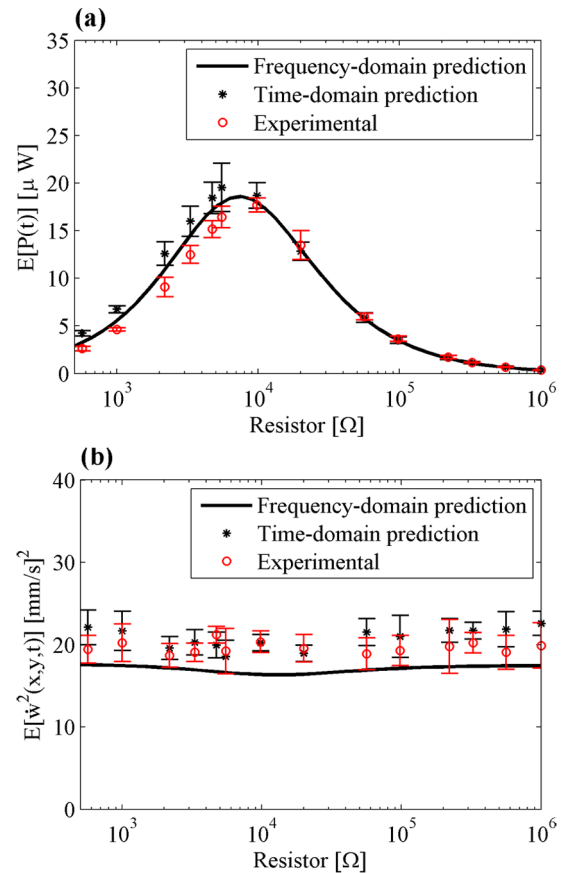 (a)
E[P(t)] [μ W]
35
30
25
20
15
10
5
0
Frequency-domain prediction
Time-domain prediction
Experimental
10³ 10⁴ 10⁵ 10⁶
Resistor [Ω]
(b)
E[ẇ²(x,y,t)] [mm/s]²
40
30
20
10
0
Frequency-domain prediction
Time-domain prediction
Experimental
10³ 10⁴ 10⁵ 10⁶
Resistor [Ω]